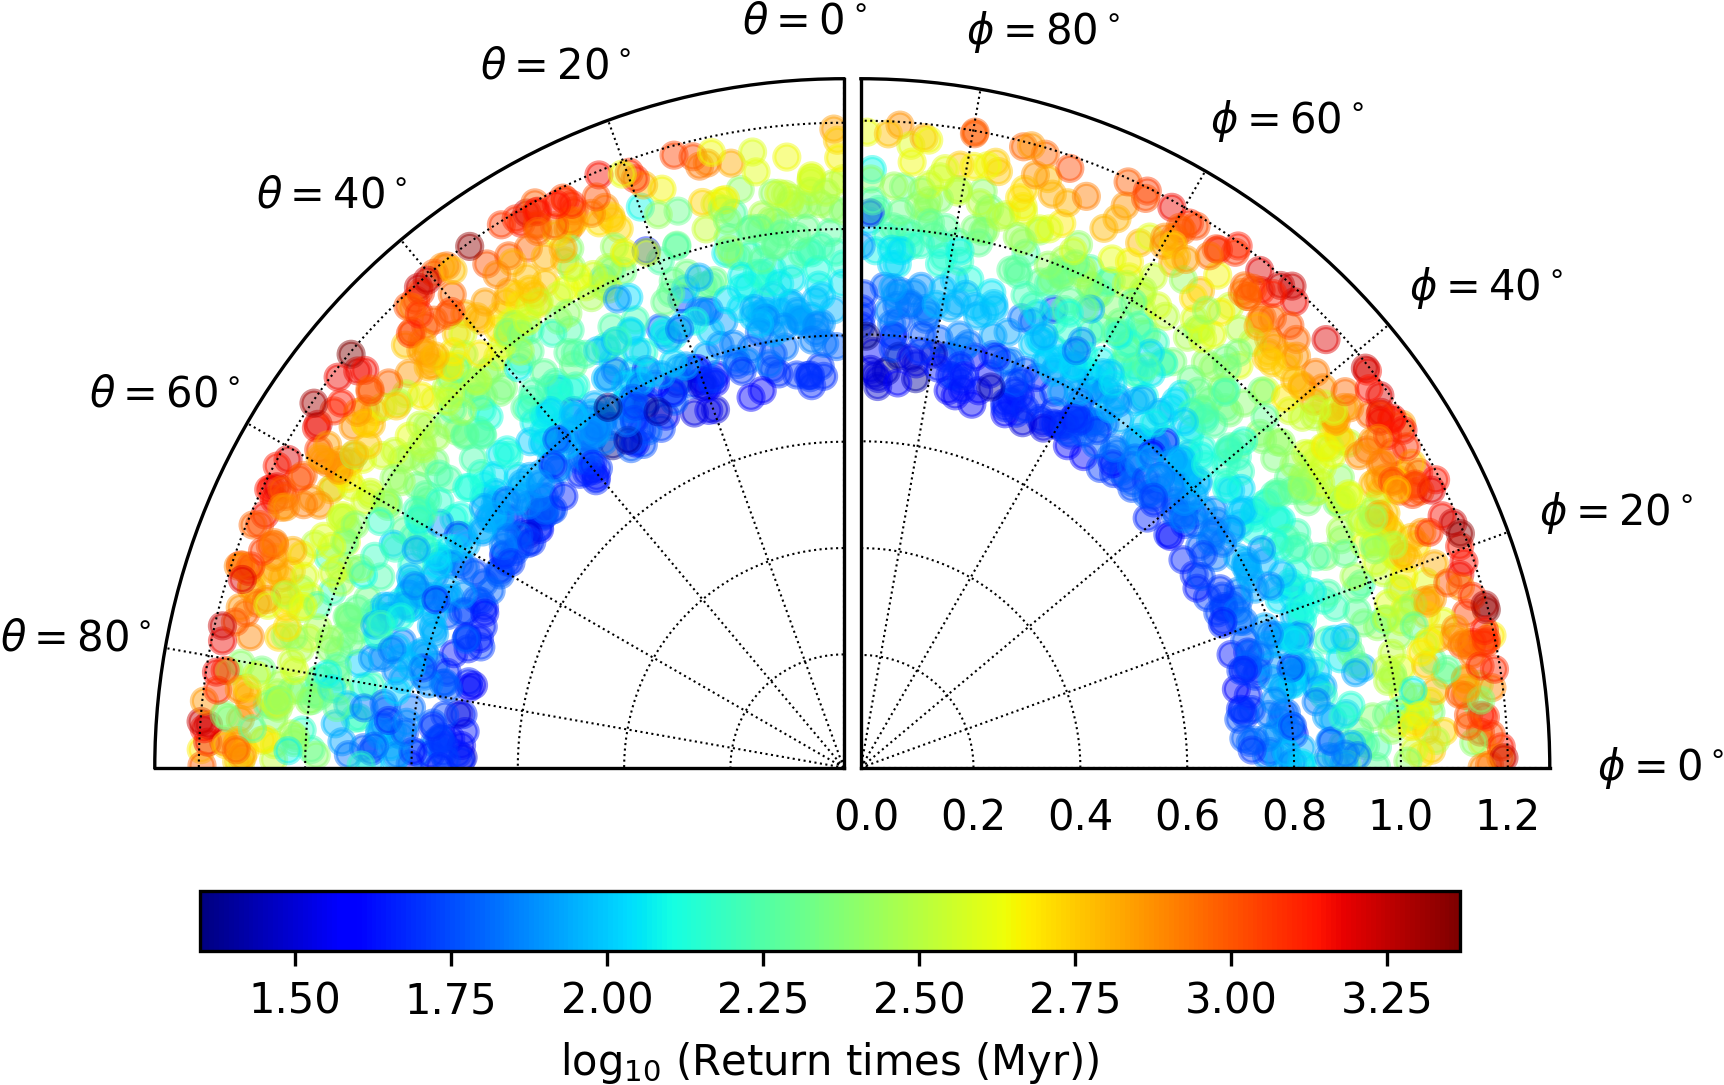 θ = 0°
ϕ = 80°
θ = 20°
ϕ = 60°
θ = 40°
ϕ = 40°
θ = 60°
ϕ = 20°
θ = 80°
ϕ = 0°
0.0 0.2 0.4 0.6 0.8 1.0 1.2
1.50 1.75 2.00 2.25 2.50 2.75 3.00 3.25
log₁₀ (Return times (Myr))